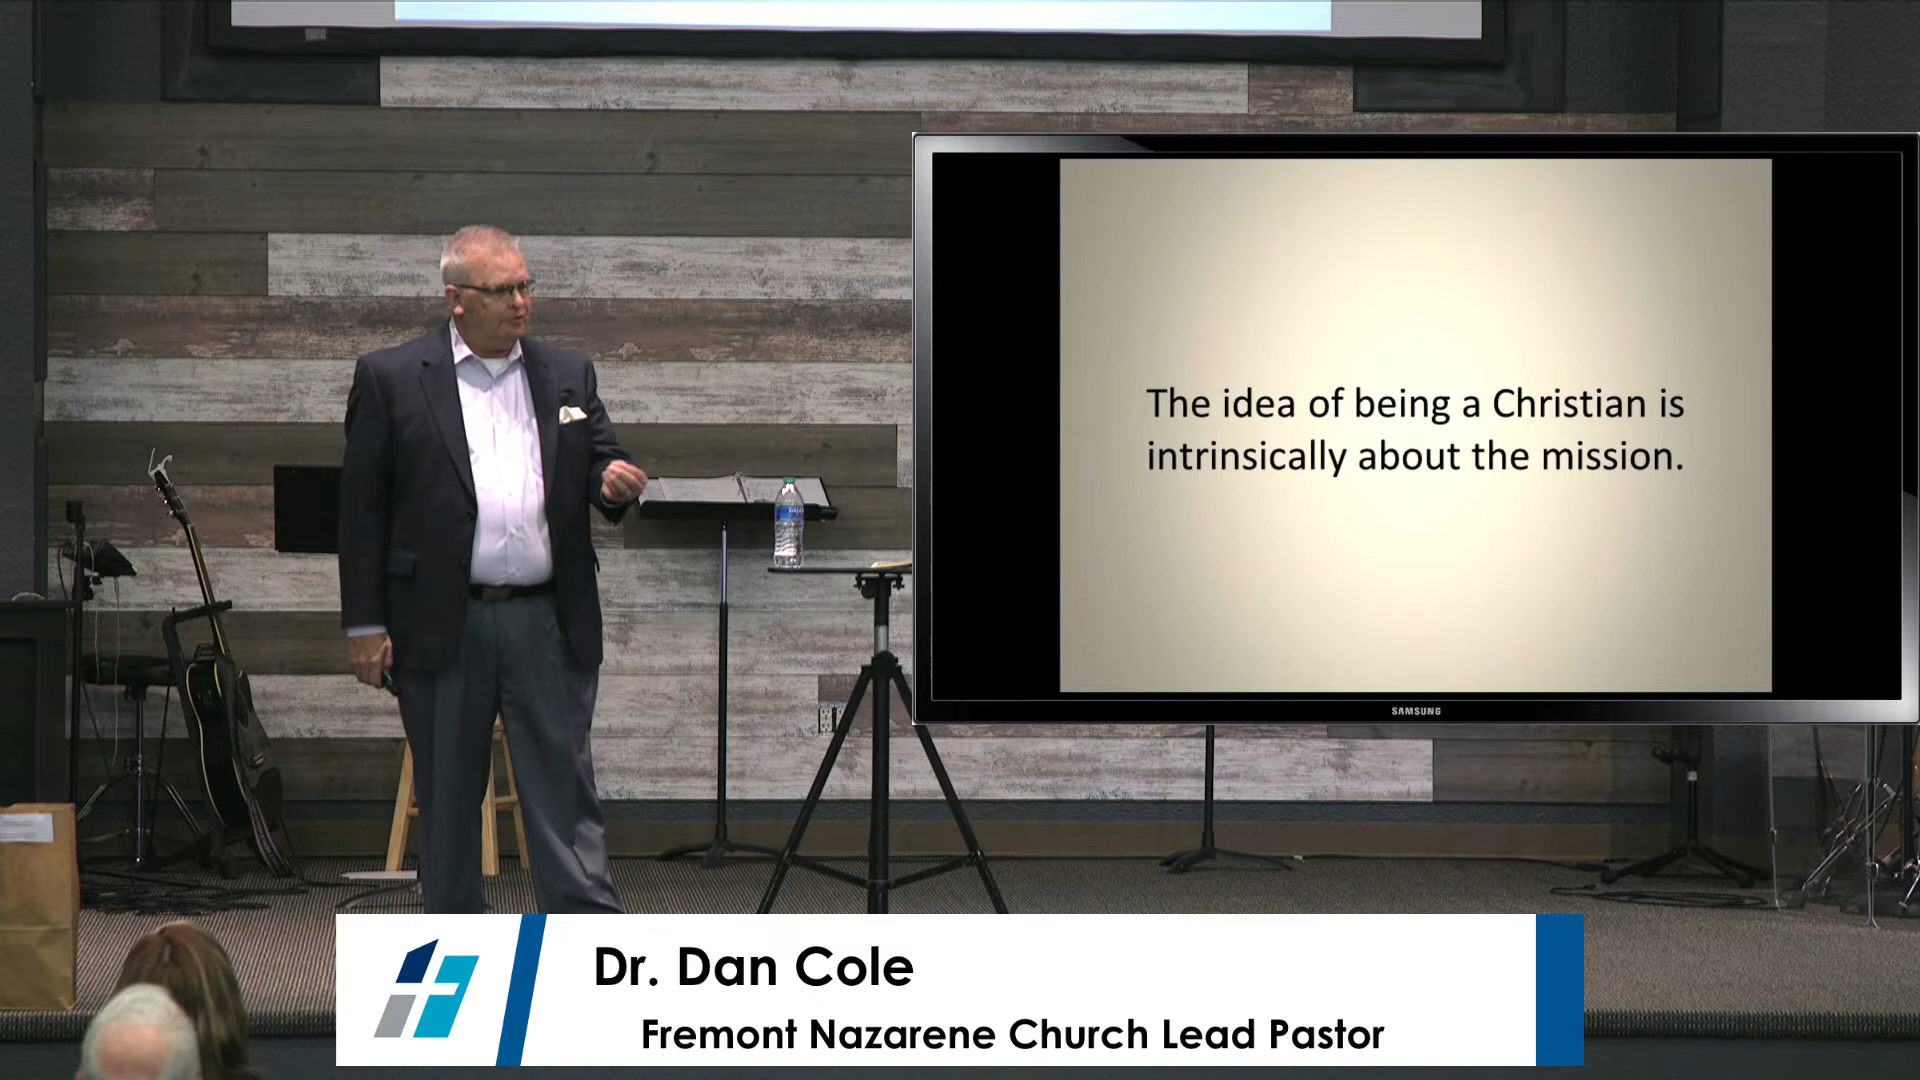 The idea of being a Christian is
intrinsically about the mission.
SAMSUNG
Dr. Dan Cole
Fremont Nazarene Church Lead Pastor